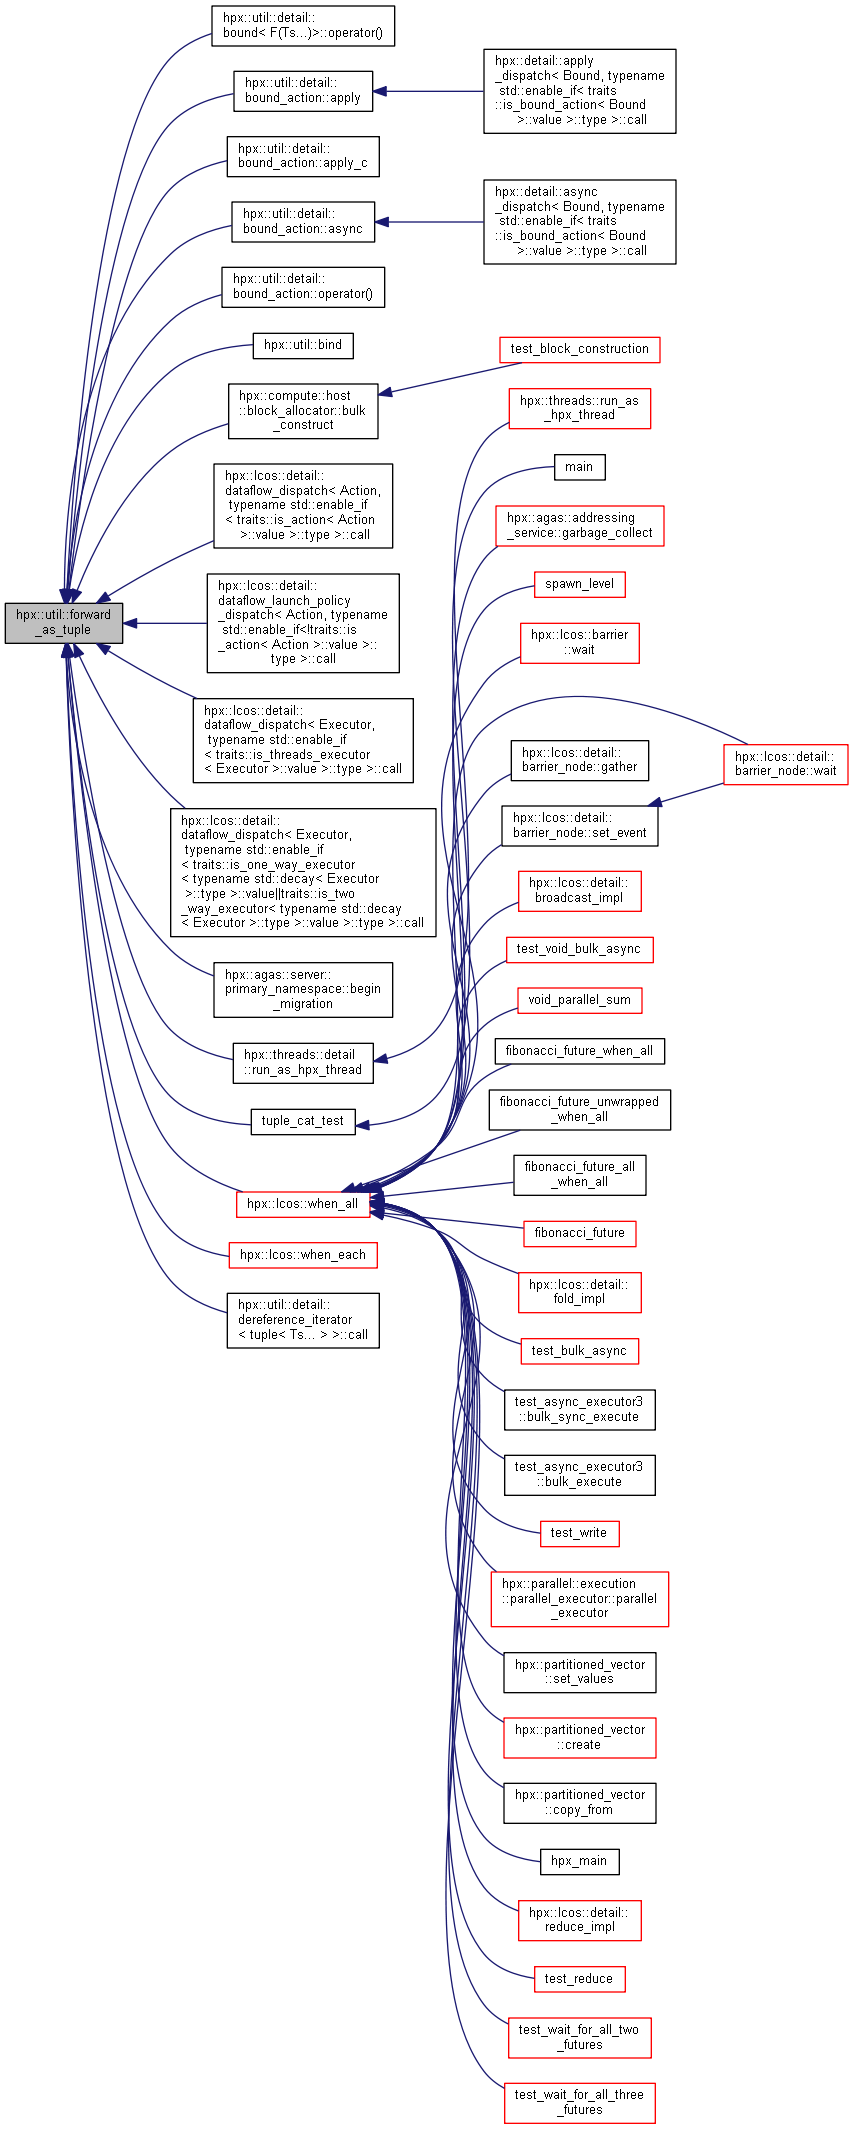 hpx::util::detail::
bound< F(Ts...)>::operator()
hpx::util::detail::
bound_action::apply
hpx::detail::apply
_dispatch< Bound, typename
std::enable_if< traits
::is_bound_action< Bound
>::value >::type >::call
hpx::util::detail::
bound_action::apply_c
hpx::util::detail::
bound_action::async
hpx::detail::async
_dispatch< Bound, typename
std::enable_if< traits
::is_bound_action< Bound
>::value >::type >::call
hpx::util::detail::
bound_action::operator()
hpx::util::bind
test_block_construction
hpx::compute::host
::block_allocator::bulk
_construct
hpx::threads::run_as
_hpx_thread
main
hpx::lcos::detail::
dataflow_dispatch< Action,
typename std::enable_if
< traits::is_action< Action
>::value >::type >::call
hpx::agas::addressing
_service::garbage_collect
spawn_level
hpx::lcos::detail::
dataflow_launch_policy
_dispatch< Action, typename
std::enable_if<!traits::is
_action< Action >::value >::
type >::call
hpx::util::forward
_as_tuple
hpx::lcos::barrier
::wait
hpx::lcos::detail::
dataflow_dispatch< Executor,
typename std::enable_if
< traits::is_threads_executor
< Executor >::value >::type >::call
hpx::lcos::detail::
barrier_node::gather
hpx::lcos::detail::
barrier_node::wait
hpx::lcos::detail::
barrier_node::set_event
hpx::lcos::detail::
dataflow_dispatch< Executor,
typename std::enable_if
< traits::is_one_way_executor
< typename std::decay< Executor
>::type >::value||traits::is_two
_way_executor< typename std::decay
< Executor >::type >::value >::type >::call
hpx::lcos::detail::
broadcast_impl
test_void_bulk_async
hpx::agas::server::
primary_namespace::begin
_migration
void_parallel_sum
hpx::threads::detail
::run_as_hpx_thread
fibonacci_future_when_all
fibonacci_future_unwrapped
_when_all
tuple_cat_test
fibonacci_future_all
_when_all
hpx::lcos::when_all
fibonacci_future
hpx::lcos::when_each
hpx::lcos::detail::
fold_impl
hpx::util::detail::
dereference_iterator
< tuple< Ts... > >::call
test_bulk_async
test_async_executor3
::bulk_sync_execute
test_async_executor3
::bulk_execute
test_write
hpx::parallel::execution
::parallel_executor::parallel
_executor
hpx::partitioned_vector
::set_values
hpx::partitioned_vector
::create
hpx::partitioned_vector
::copy_from
hpx_main
hpx::lcos::detail::
reduce_impl
test_reduce
test_wait_for_all_two
_futures
test_wait_for_all_three
_futures